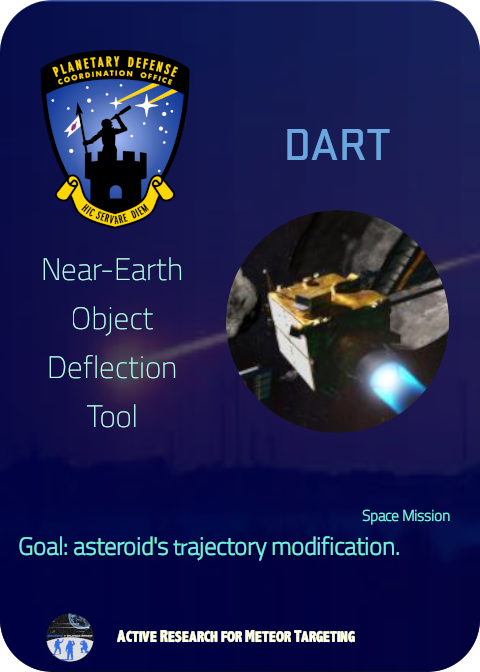 PLANETARY DEFENSE
COORDINATION OFFICE
HIC SERVARE DIEM
DART
Near-Earth
Object
Deflection
Tool
Space Mission
Goal: asteroid's trajectory modification.
ACTIVE RESEARCH FOR METEOR TARGETING